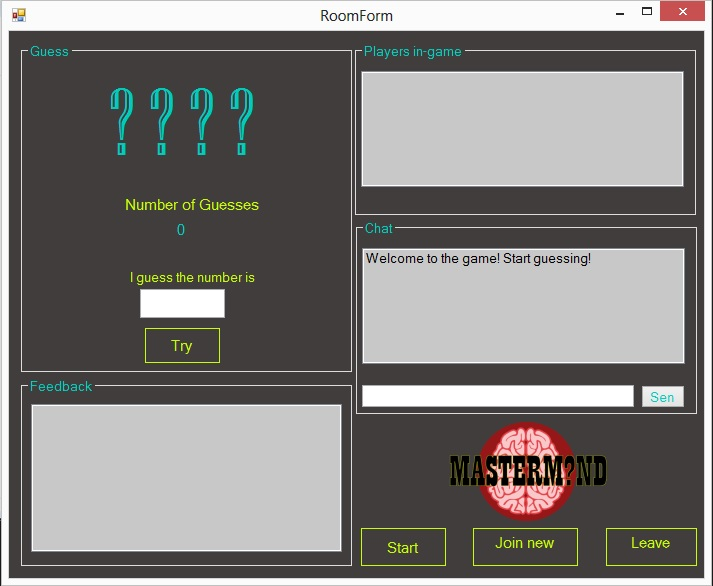 RoomForm
Guess
? ? ? ?
Number of Guesses
0
I guess the number is
Try
Feedback
Players in-game
Chat
Welcome to the game! Start guessing!
Sen
MASTERM?ND
Start
Join new
Leave